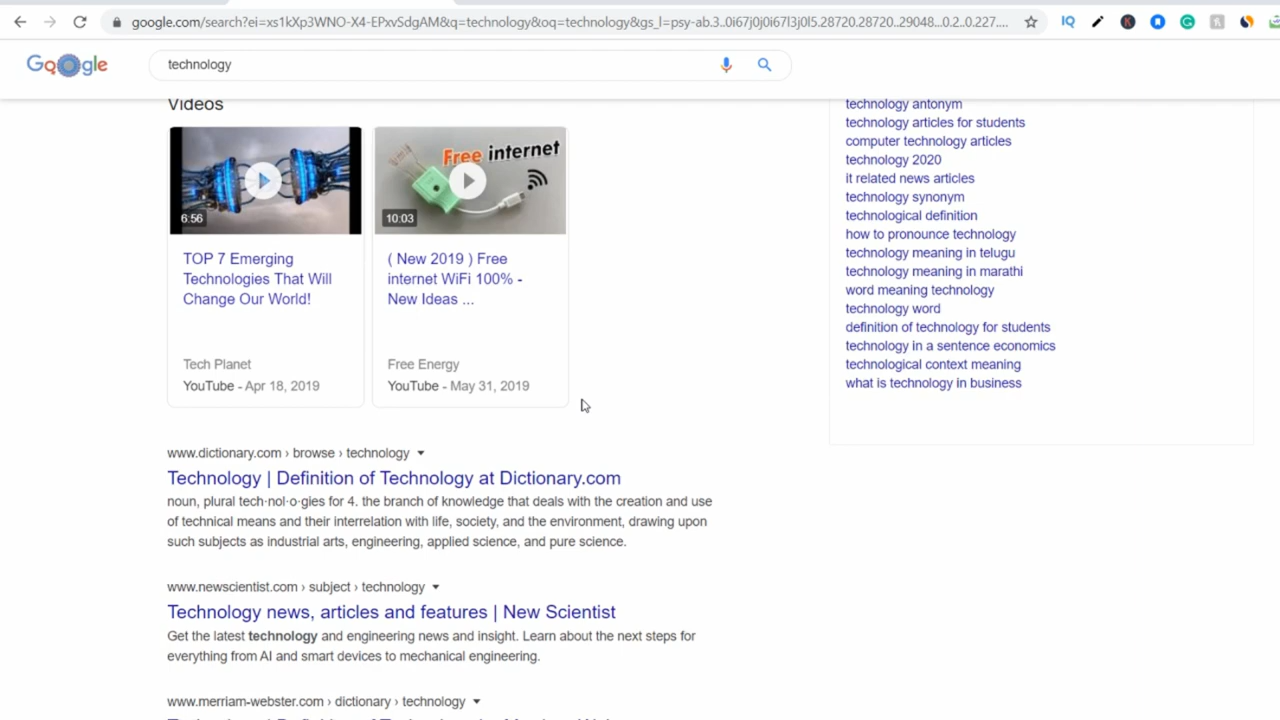 google.com/search?ei=xs1kXp3WNO-X4-EPxvSdgAM&q=technology&oq=technology&gs_l=psy-ab.3..0i67j0j0i67l3j0l5.28720.28720..29048...0.2..0.227....
IQ
Google
technology
Videos
6:56
Free internet
10:03
TOP 7 Emerging
Technologies That Will
Change Our World!
Tech Planet
YouTube - Apr 18, 2019
( New 2019 ) Free
internet WiFi 100% -
New Ideas ...
Free Energy
YouTube - May 31, 2019
www.dictionary.com › browse › technology
Technology | Definition of Technology at Dictionary.com
noun, plural tech·nol·o·gies for 4. the branch of knowledge that deals with the creation and use
of technical means and their interrelation with life, society, and the environment, drawing upon
such subjects as industrial arts, engineering, applied science, and pure science.
www.newscientist.com › subject › technology
Technology news, articles and features | New Scientist
Get the latest technology and engineering news and insight. Learn about the next steps for
everything from AI and smart devices to mechanical engineering.
www.merriam-webster.com › dictionary › technology
technology antonym
technology articles for students
computer technology articles
technology 2020
it related news articles
technology synonym
technological definition
how to pronounce technology
technology meaning in telugu
technology meaning in marathi
word meaning technology
technology word
definition of technology for students
technology in a sentence economics
technological context meaning
what is technology in business